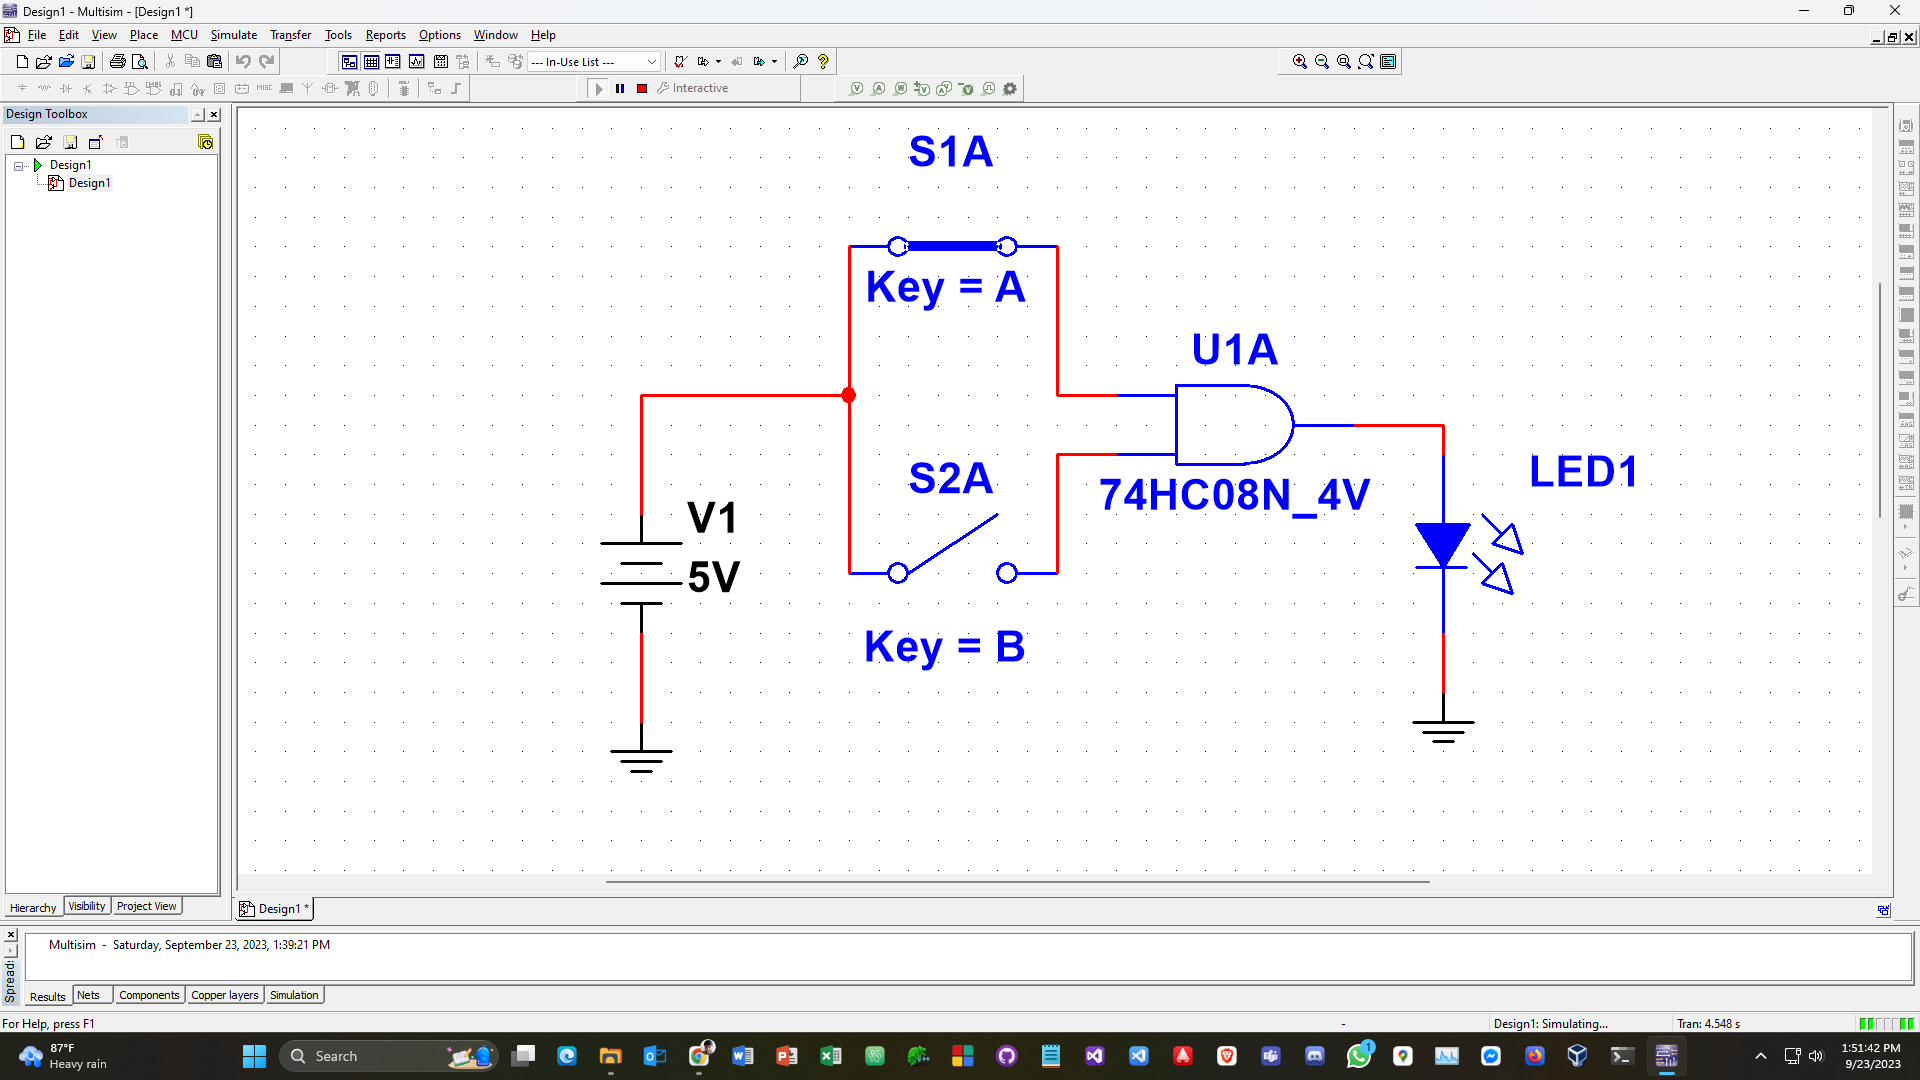 Design1 - Multisim - [Design1 *]
File Edit View Place MCU Simulate Transfer Tools Reports Options Window Help
--- In-Use List ---
Interactive
Design Toolbox
Design1
Design1
S1A
Key = A
U1A
74HC08N_4V
S2A
Key = B
V1
5V
LED1
Hierarchy Visibility Project View
Design1 *
Multisim - Saturday, September 23, 2023, 1:39:21 PM
Results Nets Components Copper layers Simulation
For Help, press F1
-
Design1: Simulating...
Tran: 4.548 s
87°F
Heavy rain
Search
1
1:51:42 PM
9/23/2023